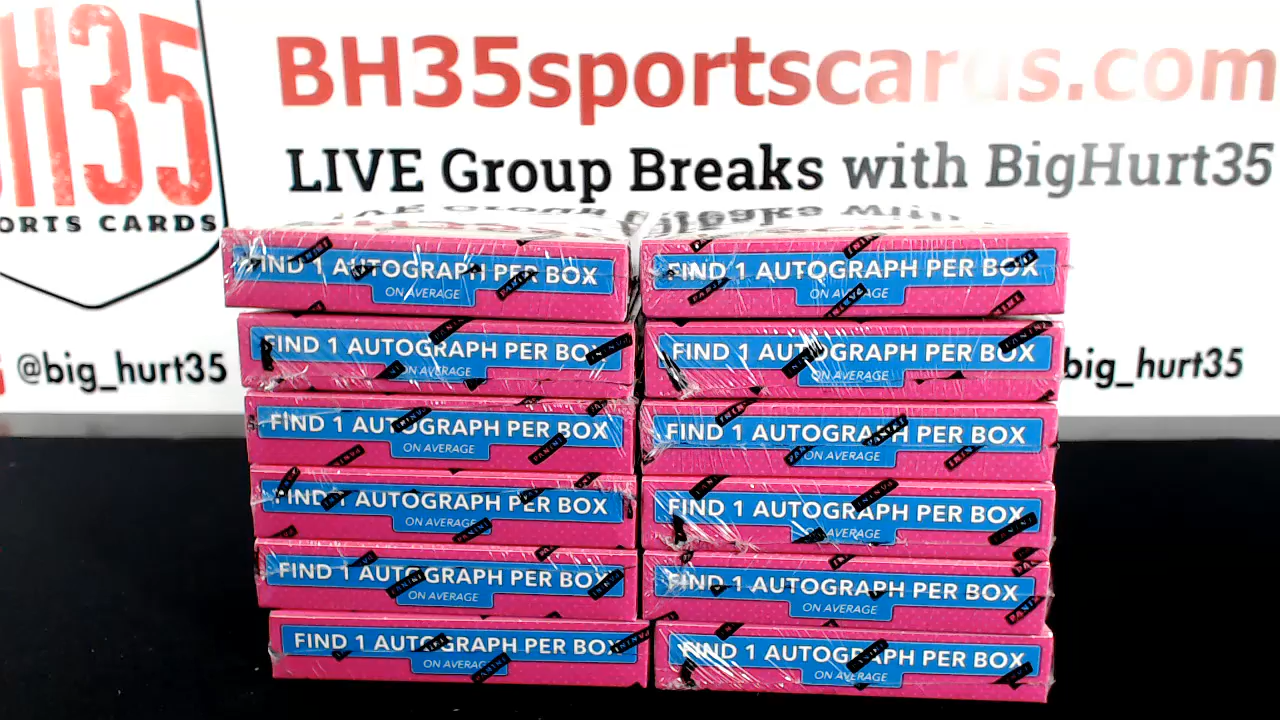 BH35sportscards.com
LIVE Group Breaks with BigHurt35
H35
ORTS CARDS
@big_hurt35
big_hurt35
FIND 1 AUTOGRAPH PER BOX
ON AVERAGE
FIND 1 AUTOGRAPH PER BOX
ON AVERAGE
FIND 1 AUTOGRAPH PER BOX
ON AVERAGE
FIND 1 AUTOGRAPH PER BOX
ON AVERAGE
FIND 1 AUTOGRAPH PER BOX
ON AVERAGE
FIND 1 AUTOGRAPH PER BOX
ON AVERAGE
FIND 1 AUTOGRAPH PER BOX
ON AVERAGE
FIND 1 AUTOGRAPH PER BOX
ON AVERAGE
FIND 1 AUTOGRAPH PER BOX
ON AVERAGE
FIND 1 AUTOGRAPH PER BOX
ON AVERAGE
FIND 1 AUTOGRAPH PER BOX
ON AVERAGE
FIND 1 AUTOGRAPH PER BOX
ON AVERAGE
PANINI